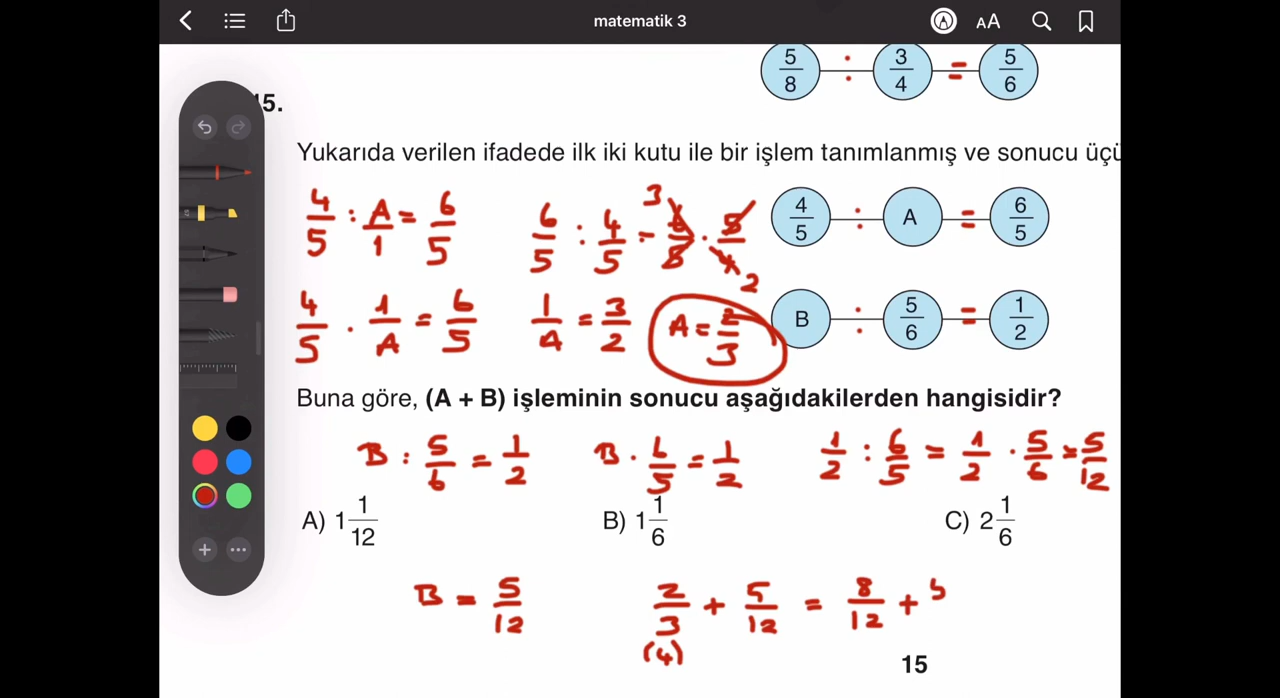 matematik 3
AA
5/8 : 3/4 = 5/6
15.
Yukarıda verilen ifadede ilk iki kutu ile bir işlem tanımlanmış ve sonucu üçü
4/5 : A/1 = 6/5
6/5 : 4/5 = 6/5 · 5/4
3
2
4/5 : A = 6/5
4/5 · 1/A = 6/5
1/A = 3/2
A = 2/3
B : 5/6 = 1/2
Buna göre, (A + B) işleminin sonucu aşağıdakilerden hangisidir?
B : 5/6 = 1/2
B · 6/5 = 1/2
1/2 : 6/5 = 1/2 · 5/6 = 5/12
A) 1 1/12
B) 1 1/6
C) 2 1/6
B = 5/12
2/3 + 5/12 = 8/12 + 5
(4)
15